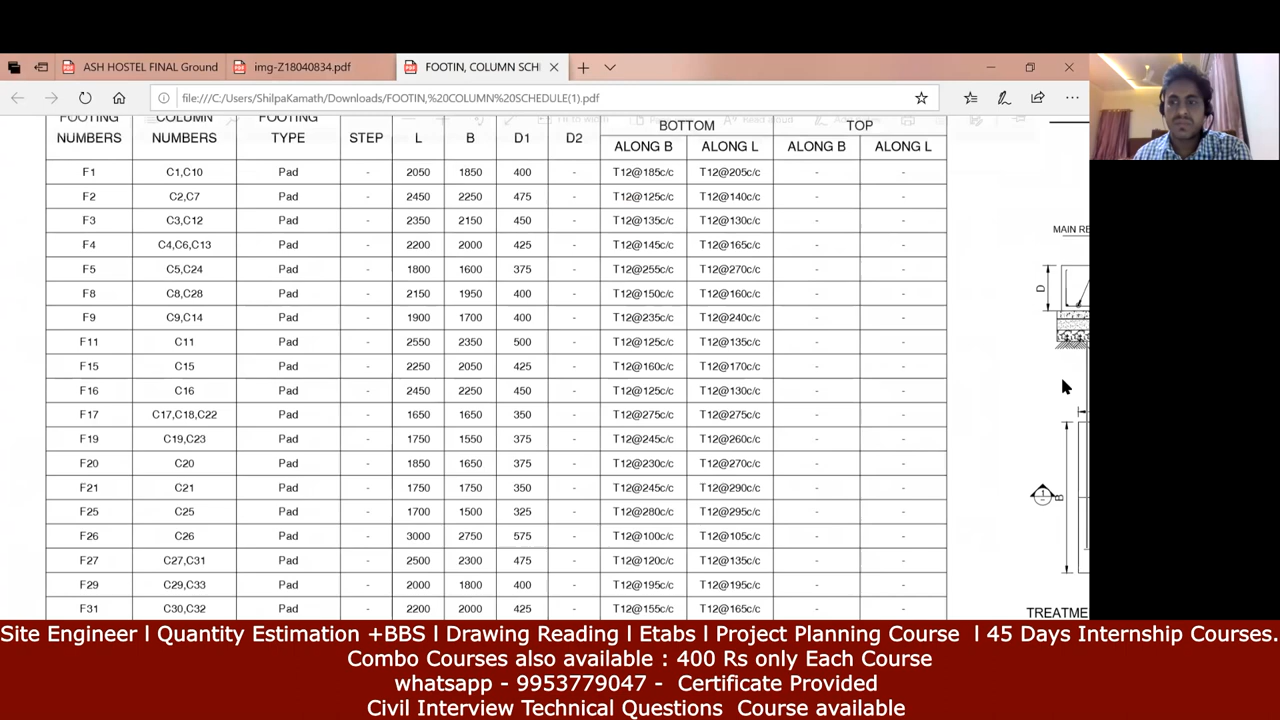 ASH HOSTEL FINAL Ground
img-Z18040834.pdf
FOOTIN, COLUMN SCH
file:///C:/Users/ShilpaKamath/Downloads/FOOTIN,%20COLUMN%20SCHEDULE(1).pdf
FOOTING NUMBERS COLUMN NUMBERS FOOTING TYPE STEP L B D1 D2 BOTTOM TOP
ALONG B ALONG L ALONG B ALONG L
F1 C1,C10 Pad - 2050 1850 400 - T12@185c/c T12@205c/c - -
F2 C2,C7 Pad - 2450 2250 475 - T12@125c/c T12@140c/c - -
F3 C3,C12 Pad - 2350 2150 450 - T12@135c/c T12@130c/c - -
F4 C4,C6,C13 Pad - 2200 2000 425 - T12@145c/c T12@165c/c - -
F5 C5,C24 Pad - 1800 1600 375 - T12@255c/c T12@270c/c - -
F8 C8,C28 Pad - 2150 1950 400 - T12@150c/c T12@160c/c - -
F9 C9,C14 Pad - 1900 1700 400 - T12@235c/c T12@240c/c - -
F11 C11 Pad - 2550 2350 500 - T12@125c/c T12@135c/c - -
F15 C15 Pad - 2250 2050 425 - T12@160c/c T12@170c/c - -
F16 C16 Pad - 2450 2250 450 - T12@125c/c T12@130c/c - -
F17 C17,C18,C22 Pad - 1650 1650 350 - T12@275c/c T12@275c/c - -
F19 C19,C23 Pad - 1750 1550 375 - T12@245c/c T12@260c/c - -
F20 C20 Pad - 1850 1650 375 - T12@230c/c T12@270c/c - -
F21 C21 Pad - 1750 1750 350 - T12@245c/c T12@290c/c - -
F25 C25 Pad - 1700 1500 325 - T12@280c/c T12@295c/c - -
F26 C26 Pad - 3000 2750 575 - T12@100c/c T12@105c/c - -
F27 C27,C31 Pad - 2500 2300 475 - T12@120c/c T12@135c/c - -
F29 C29,C33 Pad - 2000 1800 400 - T12@195c/c T12@195c/c - -
F31 C30,C32 Pad - 2200 2000 425 - T12@155c/c T12@165c/c - -
MAIN RE
D
1
B
TREATME
Site Engineer l Quantity Estimation +BBS l Drawing Reading l Etabs l Project Planning Course l 45 Days Internship Courses.
Combo Courses also available : 400 Rs only Each Course
whatsapp - 9953779047 - Certificate Provided
Civil Interview Technical Questions Course available